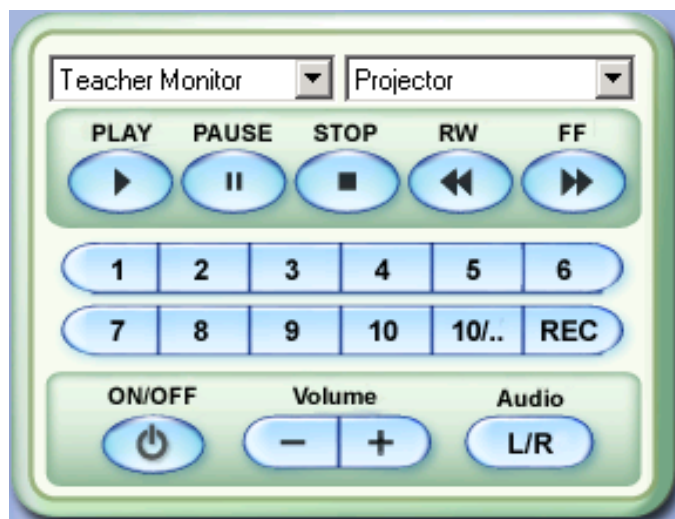 Teacher Monitor Projector
PLAY PAUSE STOP RW FF
1 2 3 4 5 6
7 8 9 10 10/.. REC
ON/OFF Volume Audio
− + L/R